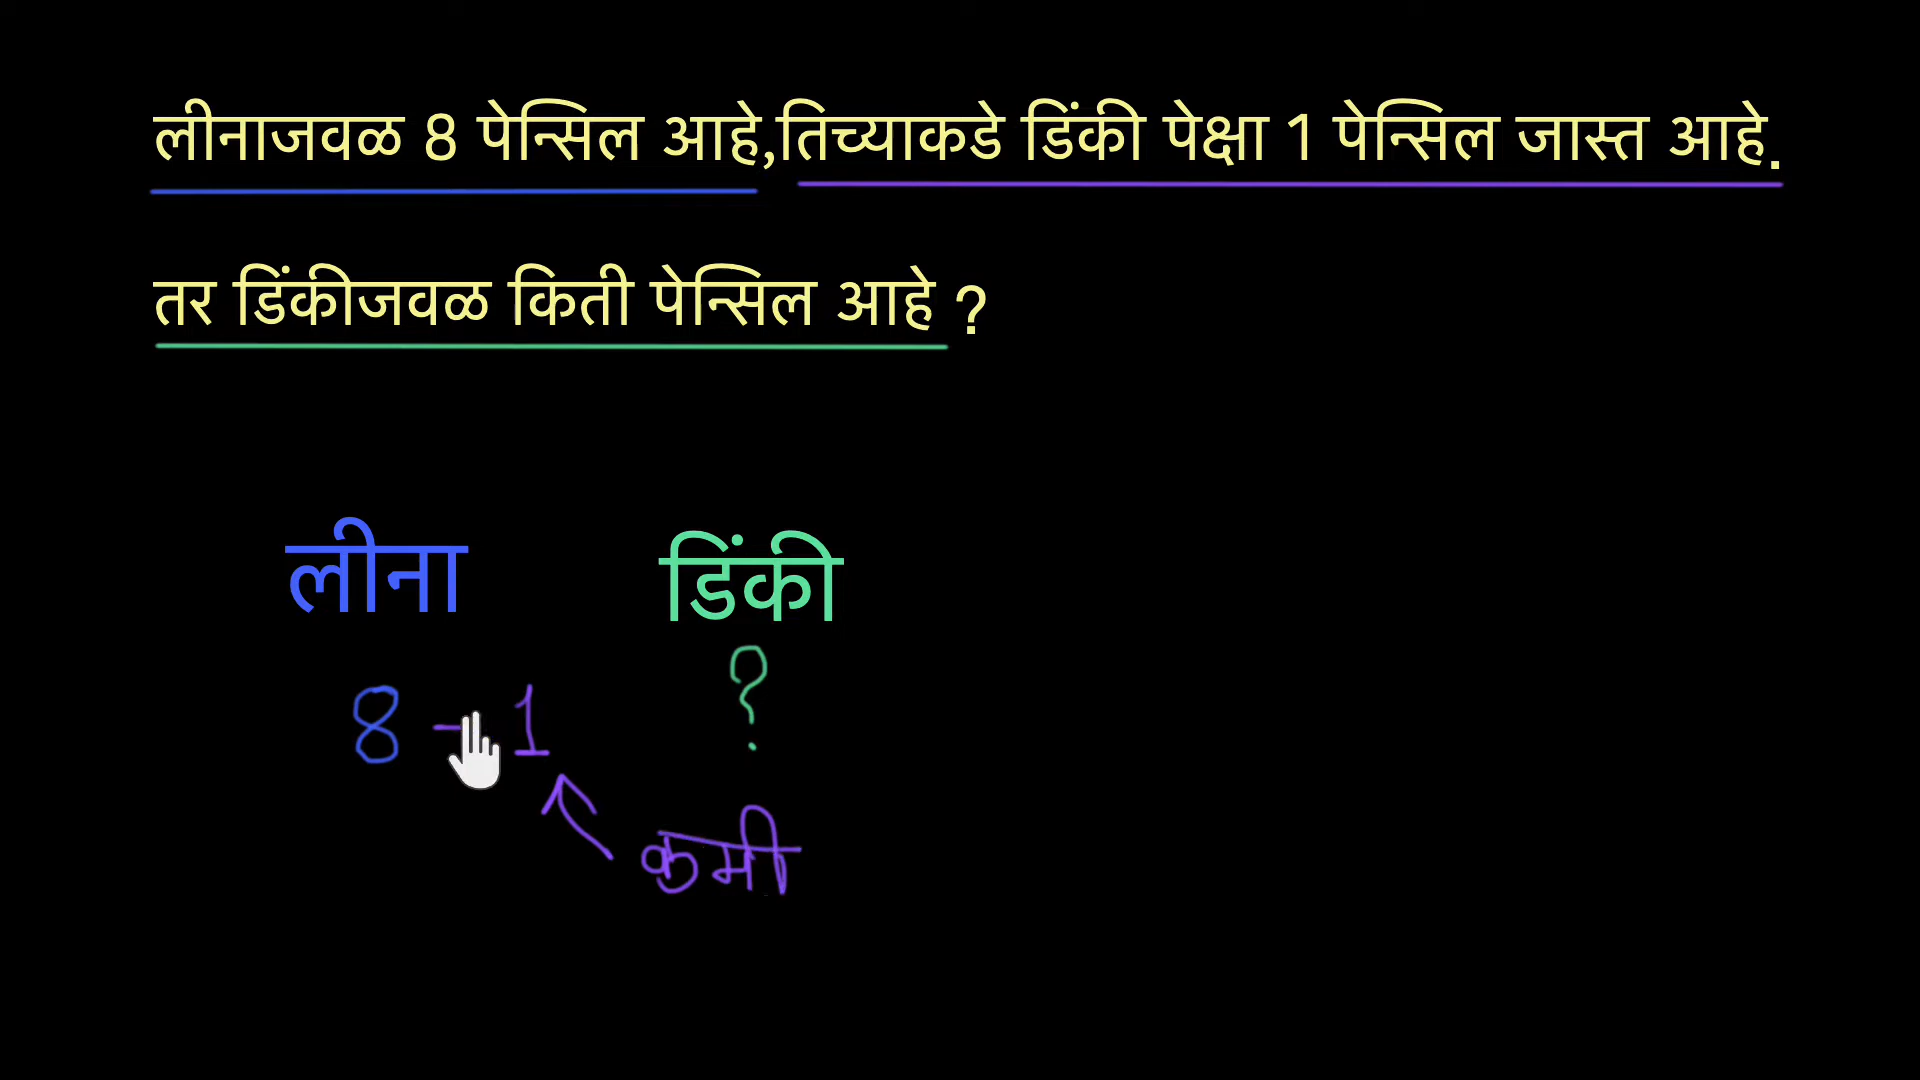 लीनाजवळ 8 पेन्सिल आहे,तिच्याकडे डिंकी पेक्षा 1 पेन्सिल जास्त आहे.
तर डिंकीजवळ किती पेन्सिल आहे ?
लीना डिंकी
8 - 1 ?
कमी